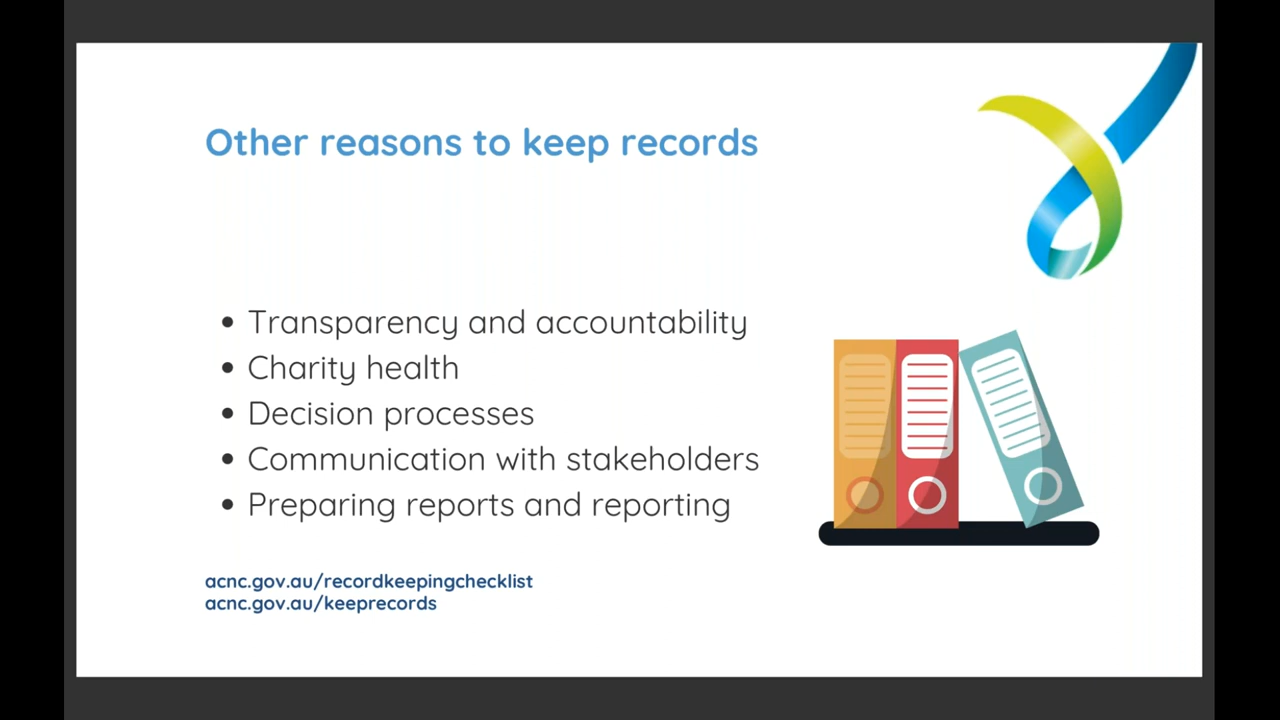 Other reasons to keep records
• Transparency and accountability
• Charity health
• Decision processes
• Communication with stakeholders
• Preparing reports and reporting
acnc.gov.au/recordkeepingchecklist
acnc.gov.au/keeprecords